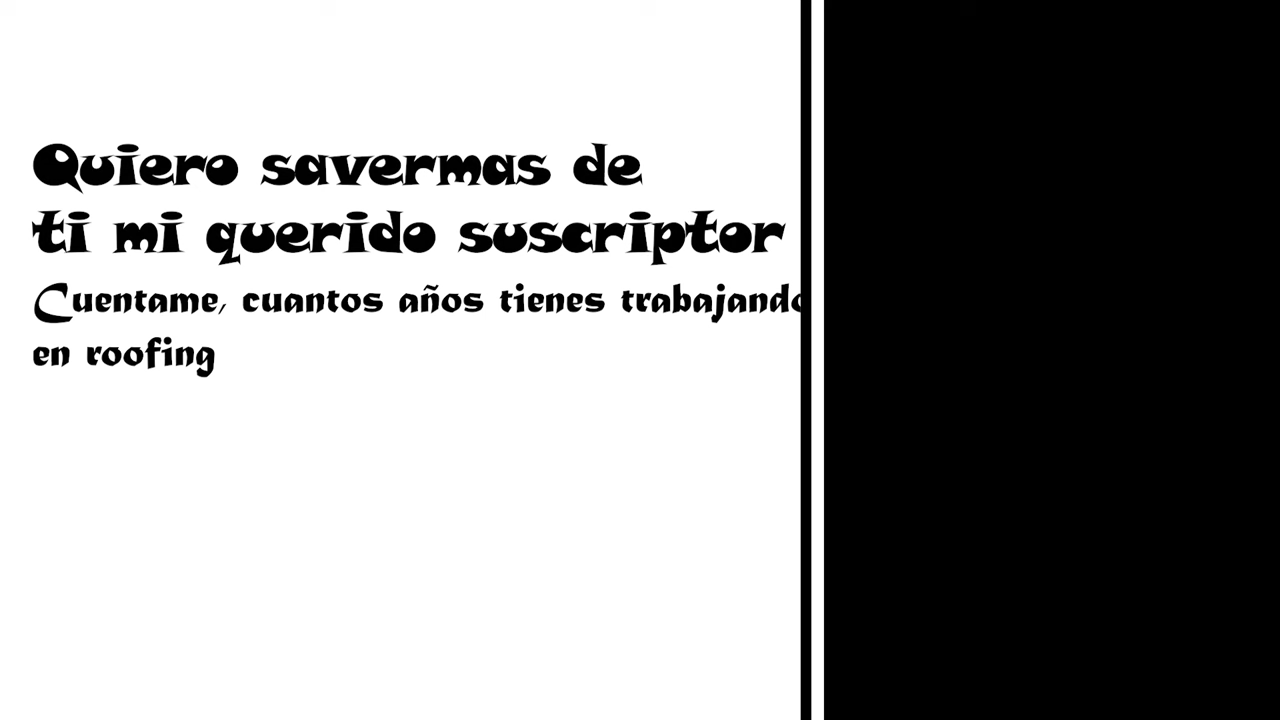 Quiero savermas de
ti mi querido suscriptor
Cuentame, cuantos años tienes trabajando
en roofing